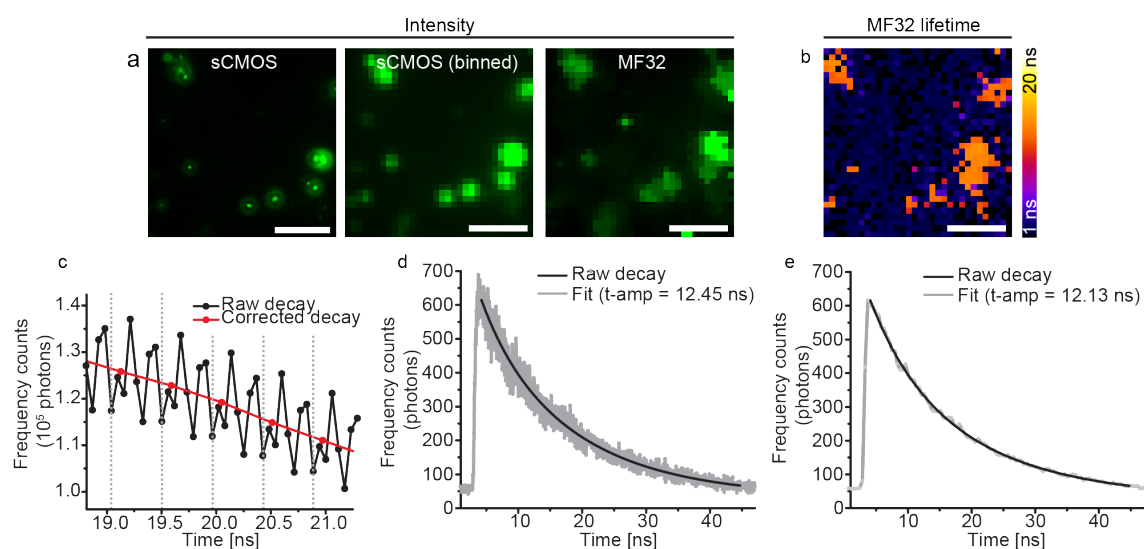 Intensity
MF32 lifetime
a
sCMOS
sCMOS (binned)
MF32
b
20 ns
1 ns
c
1.4
1.3
1.2
1.1
1.0
Frequency counts
(10⁵ photons)
Raw decay
Corrected decay
19.0
19.5
20.0
20.5
21.0
Time [ns]
d
700
600
500
400
300
200
100
0
Frequency counts
(photons)
Raw decay
Fit (t-amp = 12.45 ns)
10
20
30
40
Time [ns]
e
700
600
500
400
300
200
100
0
Frequency counts
(photons)
Raw decay
Fit (t-amp = 12.13 ns)
10
20
30
40
Time [ns]